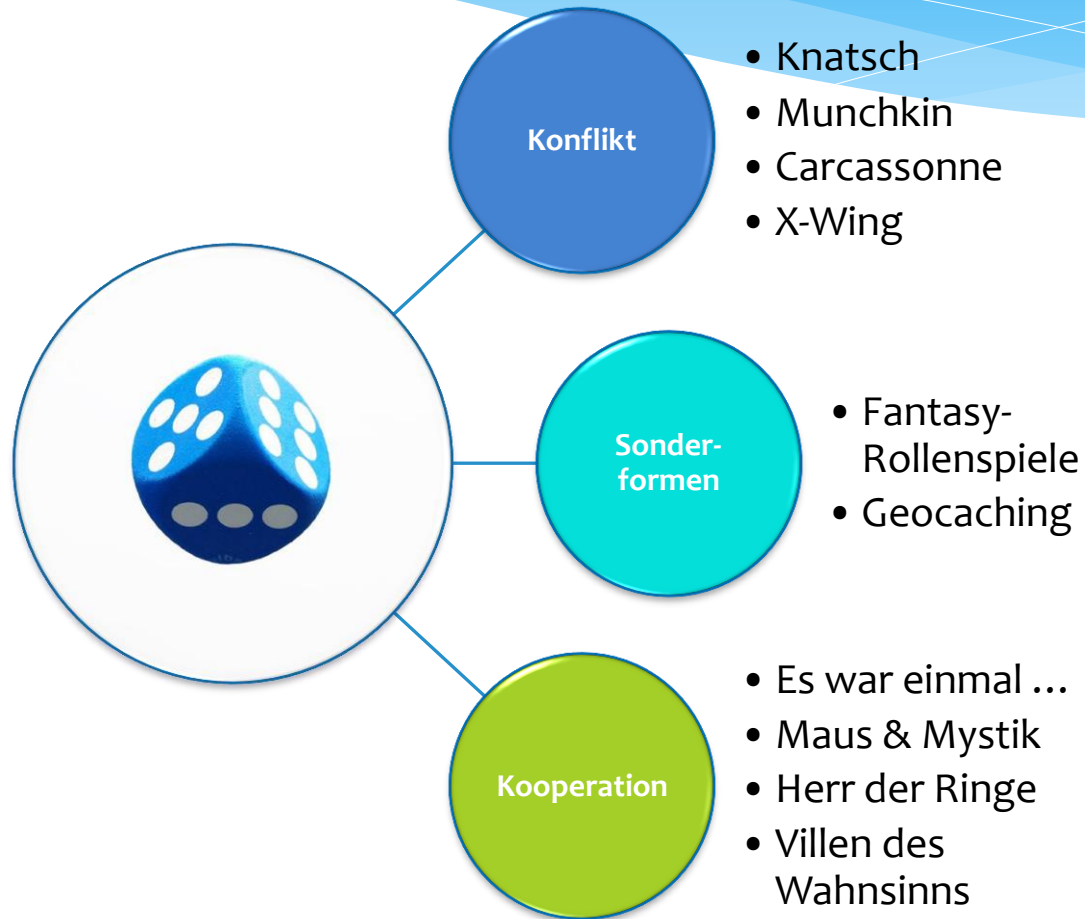 Konflikt
• Knatsch
• Munchkin
• Carcassonne
• X-Wing
Sonder-
formen
• Fantasy-
Rollenspiele
• Geocaching
Kooperation
• Es war einmal …
• Maus & Mystik
• Herr der Ringe
• Villen des
Wahnsinns